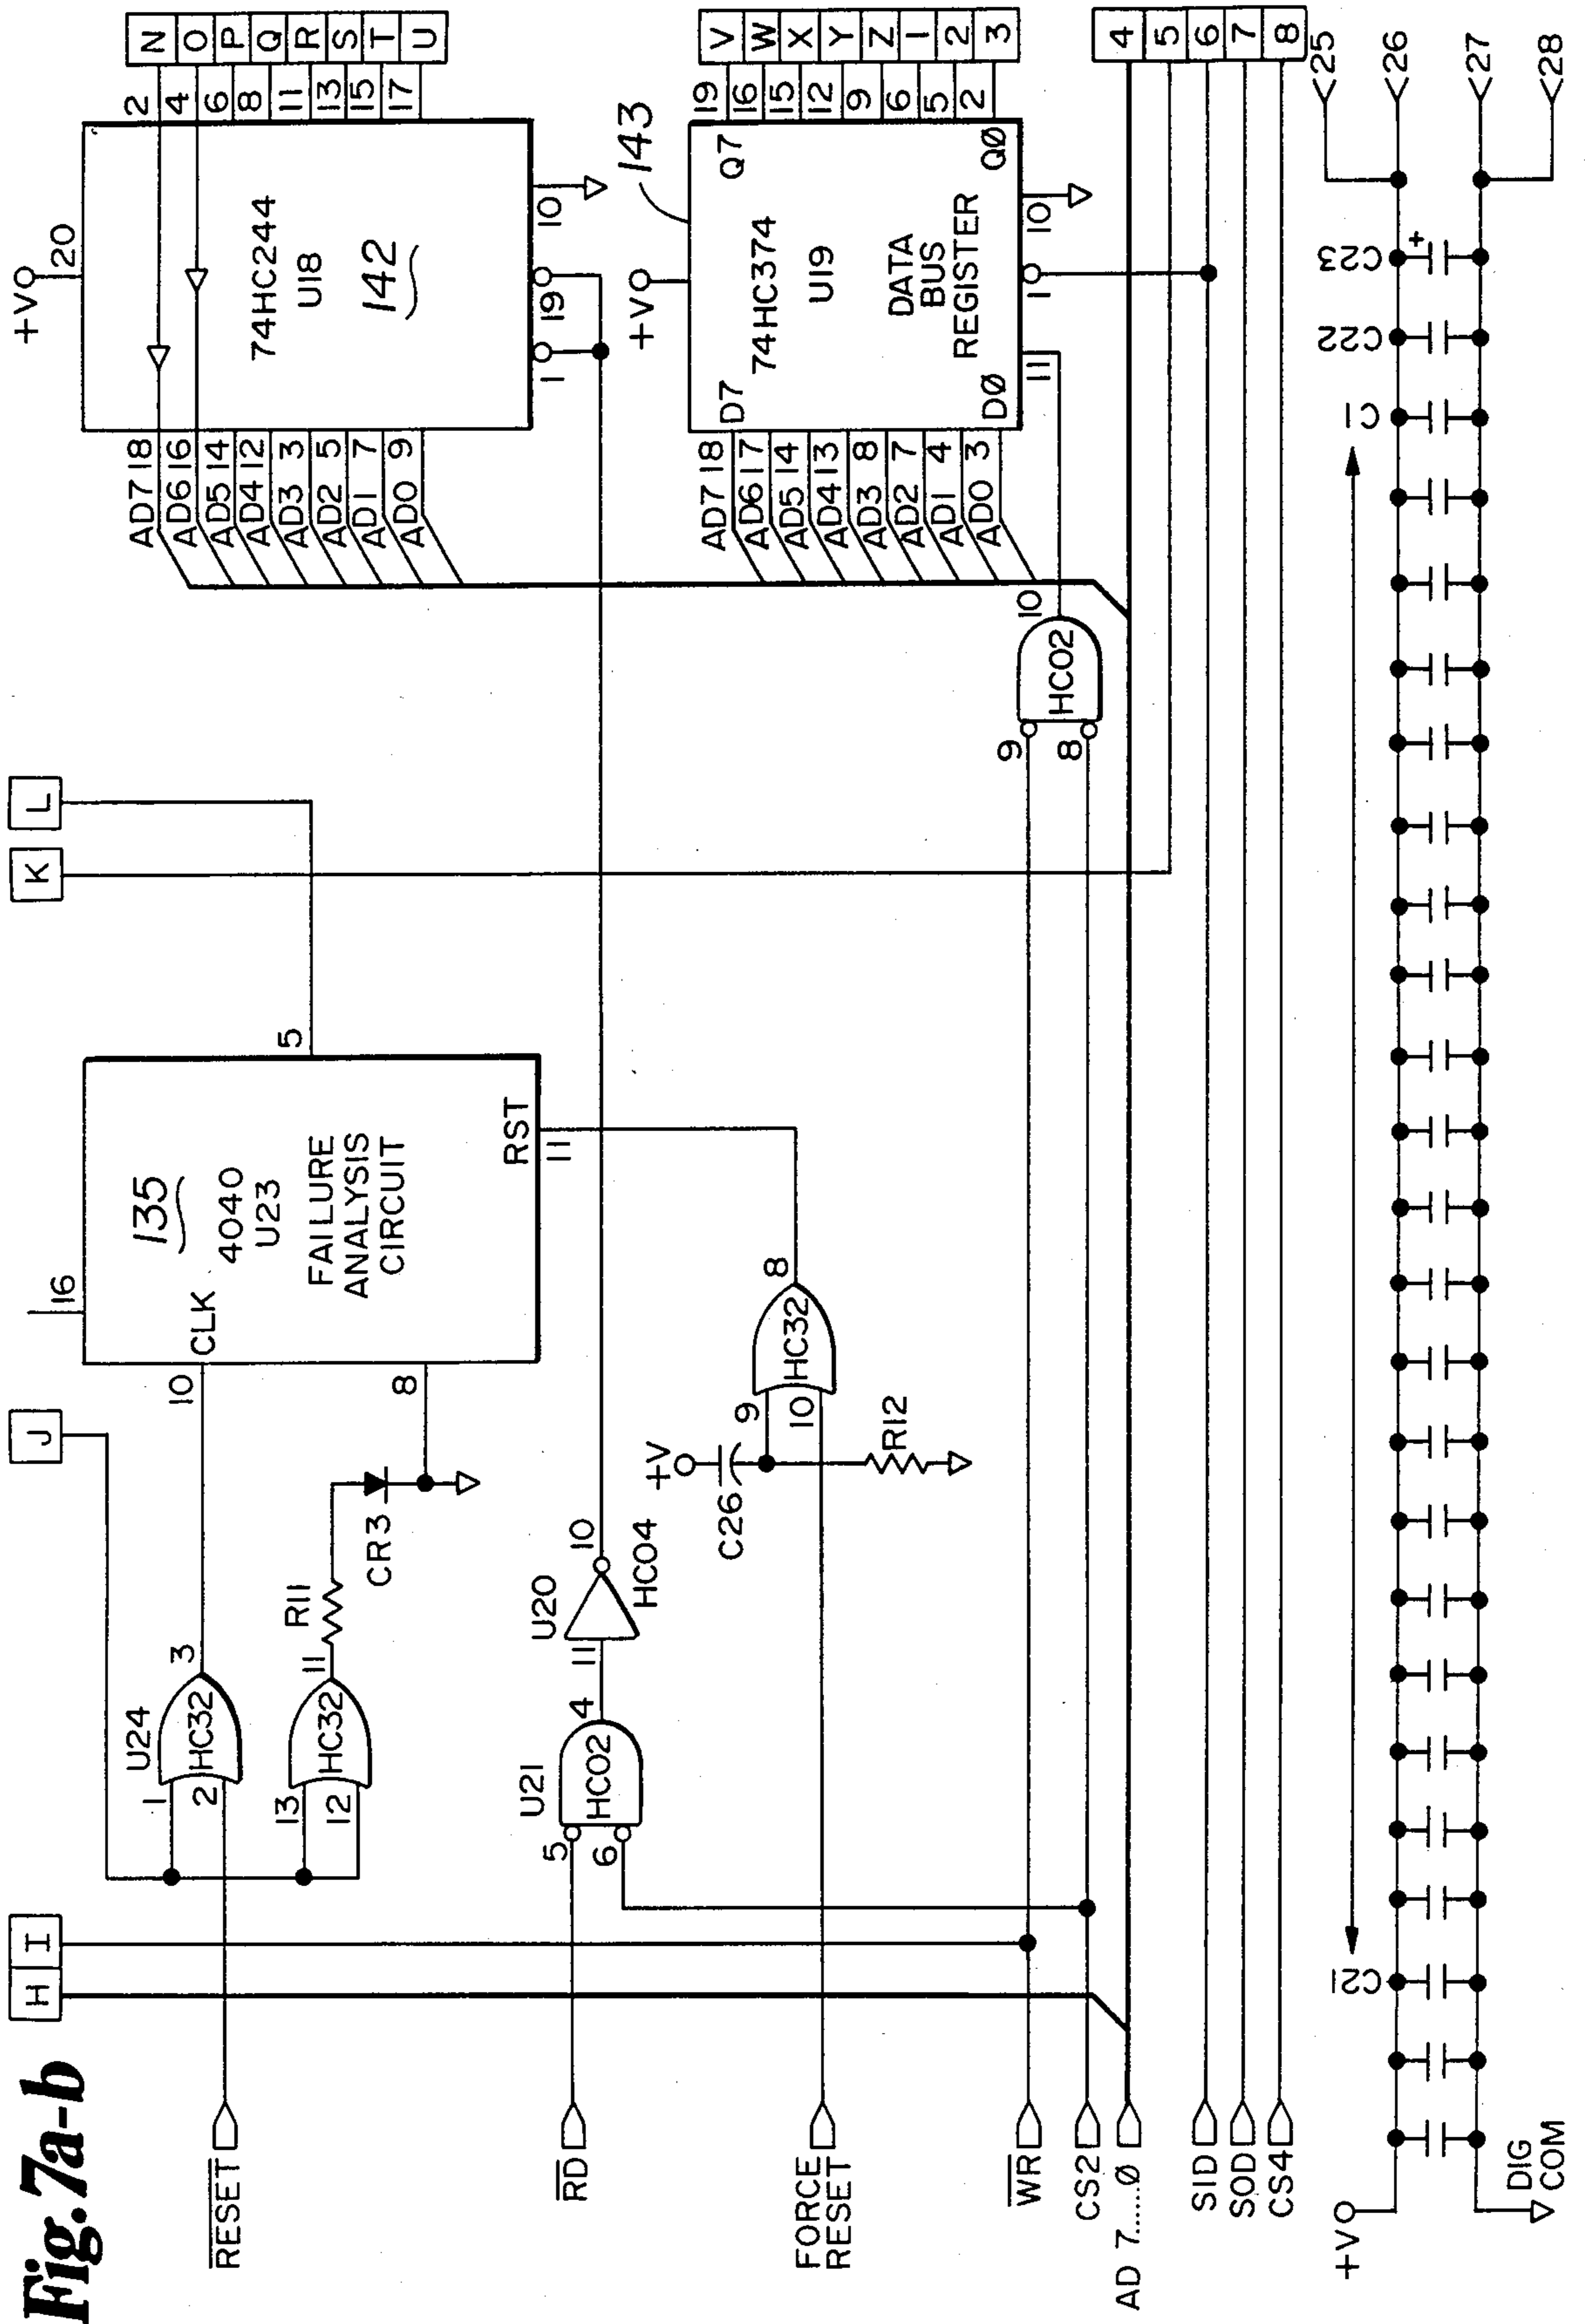 Fig. 7a-b
H
I
J
K
L
RESET
RD
FORCE
RESET
WR
CS2
AD 7.....Ø
SID
SOD
CS4
U24
1
2
HC32
3
13
12
HC32
11
R11
CR3
10
CLK
8
16
135
4040
U23
FAILURE
ANALYSIS
CIRCUIT
RST
11
5
U21
5
6
HC02
4
11
U20
HC04
10
+V
C26
9
10
HC32
8
R12
9
8
HC02
10
+V
20
74HC244
U18
142
1
19
10
AD7 18
AD6 16
AD5 14
AD4 12
AD3 3
AD2 5
AD1 7
AD0 9
2 N
4 O
6 P
8 Q
11 R
13 S
15 T
17 U
+V
143
D7
Q7
74HC374
U19
DATA
BUS
REGISTER
DØ
QØ
11
1
10
AD7 18
AD6 17
AD5 14
AD4 13
AD3 8
AD2 7
AD1 4
AD0 3
19 V
16 W
15 X
12 Y
9 Z
6 1
5 2
2 3
4
5
6
7
8
+V
DIG
COM
C21
C1
C22
C23
+
25
26
27
28